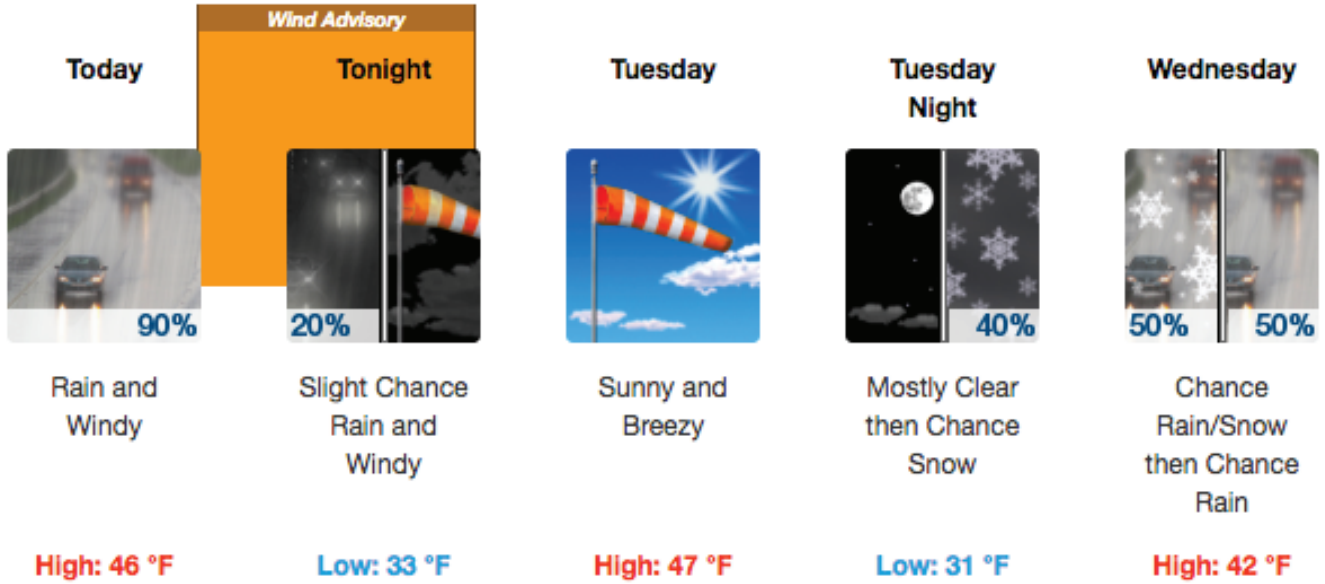 Wind Advisory
Today
Tonight
Tuesday
Tuesday
Night
Wednesday
90%
20%
40%
50%
50%
Rain and
Windy
Slight Chance
Rain and
Windy
Sunny and
Breezy
Mostly Clear
then Chance
Snow
Chance
Rain/Snow
then Chance
Rain
High: 46 °F
Low: 33 °F
High: 47 °F
Low: 31 °F
High: 42 °F